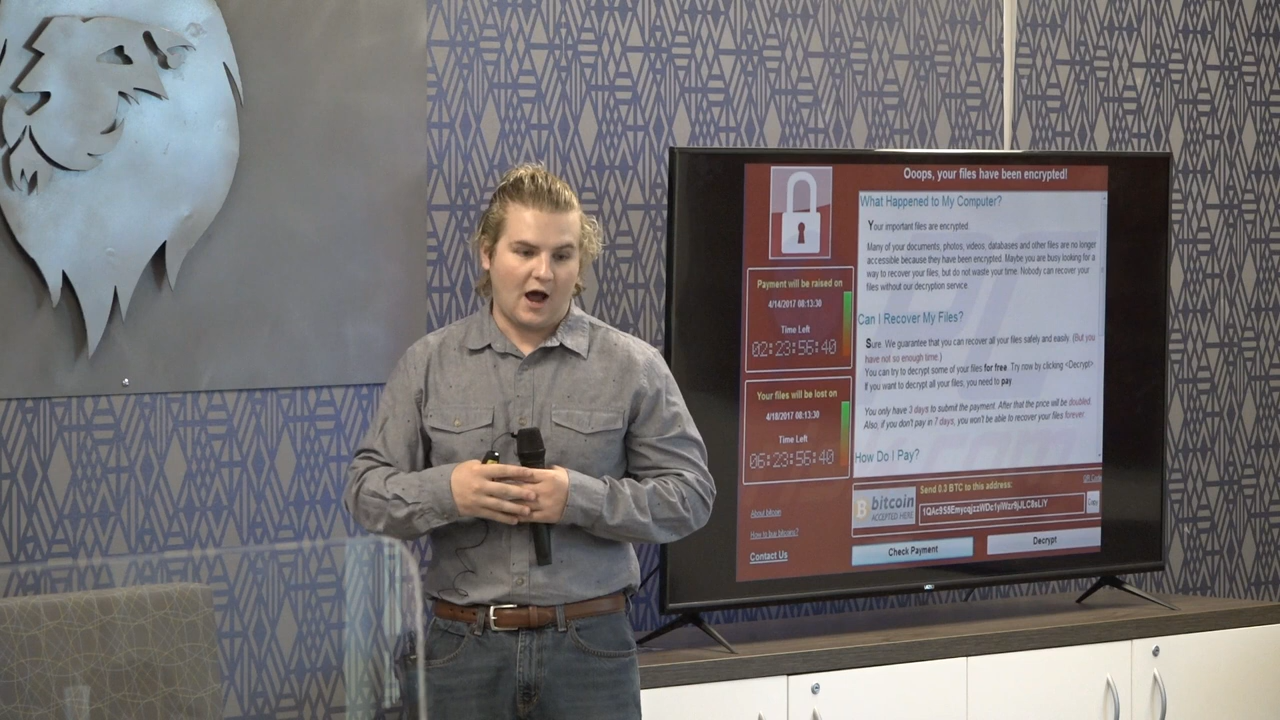 Ooops, your files have been encrypted!
What Happened to My Computer?
Your important files are encrypted.
Many of your documents, photos, videos, databases and other files are no longer
accessible because they have been encrypted. Maybe you are busy looking for a
way to recover your files, but do not waste your time. Nobody can recover your
files without our decryption service.
Can I Recover My Files?
Sure. We guarantee that you can recover all your files safely and easily. (But you
have not so enough time.)
You can try to decrypt some of your files for free. Try now by clicking <Decrypt>.
If you want to decrypt all your files, you need to pay
You only have 3 days to submit the payment. After that the price will be doubled.
Also, if you don't pay in 7 days, you won't be able to recover your files forever.
How Do I Pay?
Payment will be raised on
4/14/2017 08:13:30
Time Left
02:23:56:40
Your files will be lost on
4/18/2017 08:13:30
Time Left
06:23:56:40
About bitcoin
How to buy bitcoins?
Contact Us
bitcoin
ACCEPTED HERE
Send 0.3 BTC to this address:
QR Code
Copy
Check Payment
Decrypt